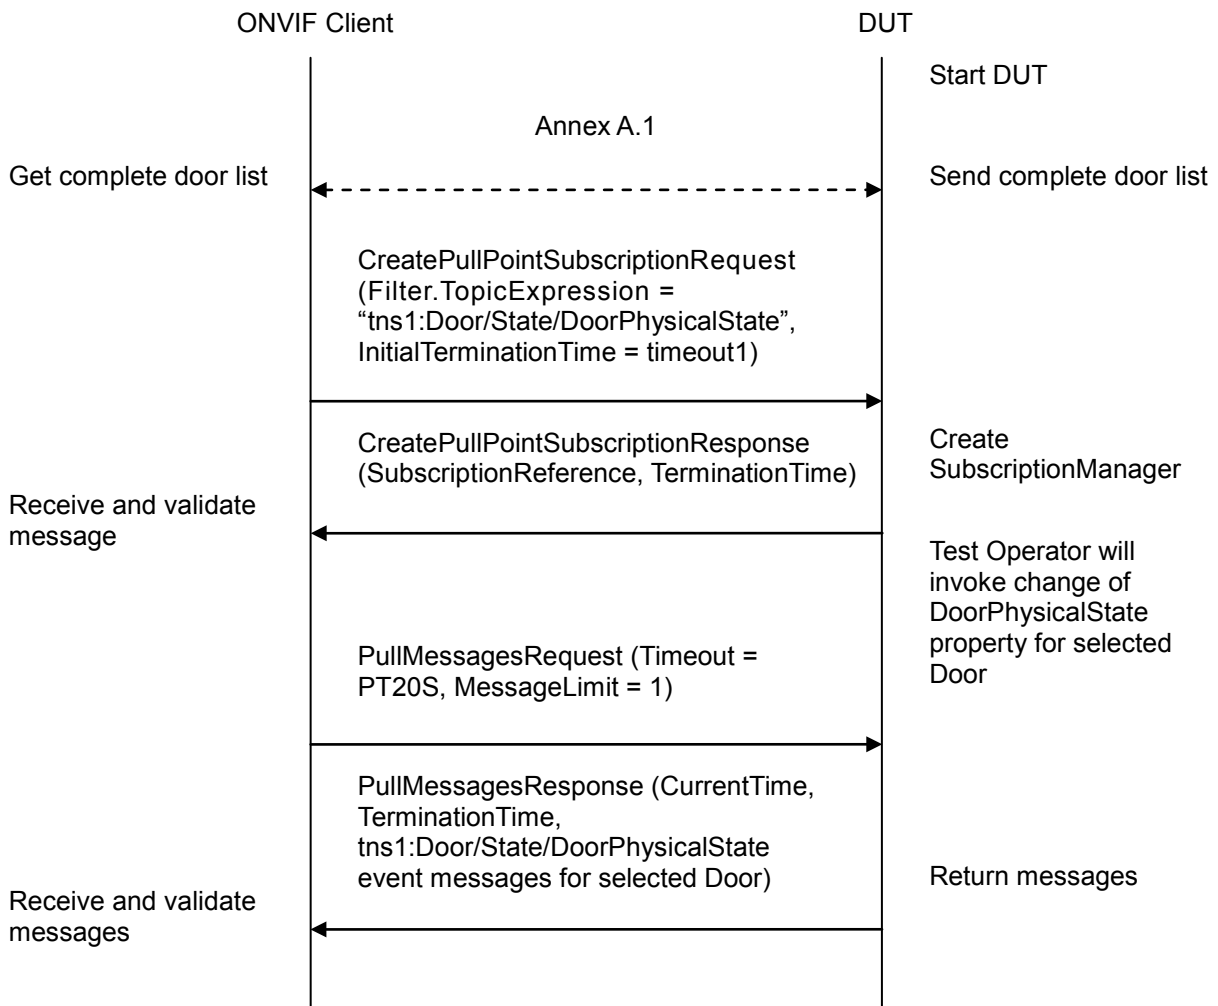 ONVIF Client
DUT
Start DUT
Annex A.1
Get complete door list
Send complete door list
CreatePullPointSubscriptionRequest
(Filter.TopicExpression =
“tns1:Door/State/DoorPhysicalState”,
InitialTerminationTime = timeout1)
CreatePullPointSubscriptionResponse
(SubscriptionReference, TerminationTime)
Create
SubscriptionManager
Receive and validate
message
Test Operator will
invoke change of
DoorPhysicalState
property for selected
Door
PullMessagesRequest (Timeout =
PT20S, MessageLimit = 1)
PullMessagesResponse (CurrentTime,
TerminationTime,
tns1:Door/State/DoorPhysicalState
event messages for selected Door)
Return messages
Receive and validate
messages